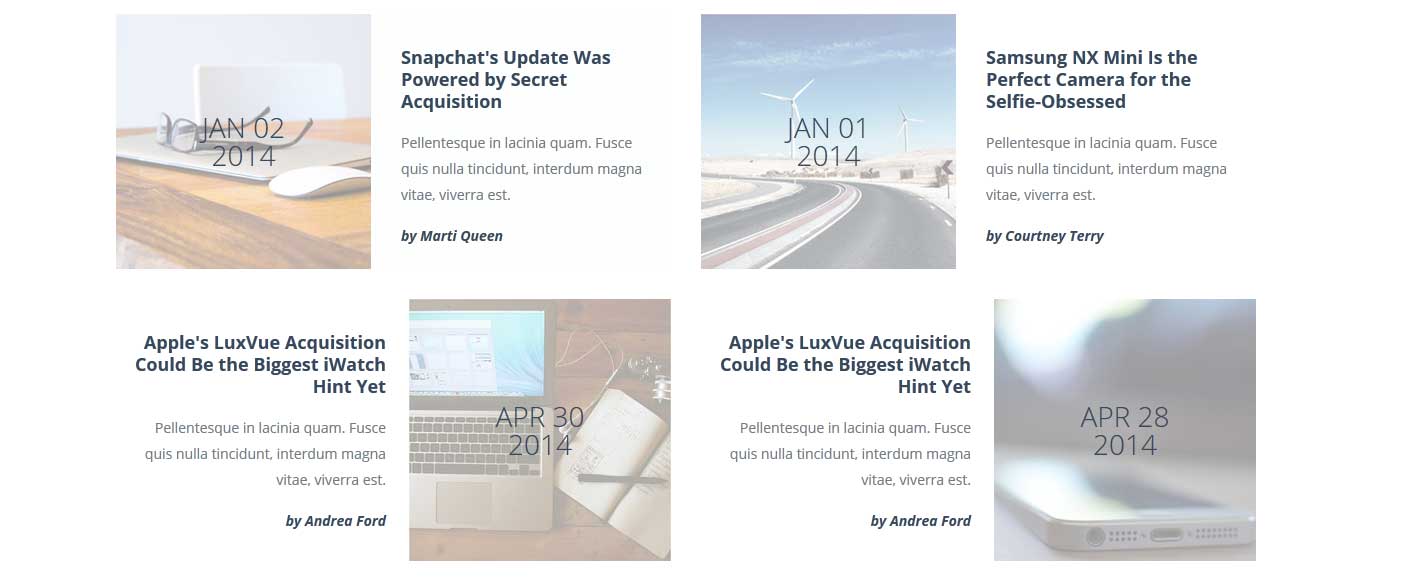 JAN 02
2014
Snapchat's Update Was
Powered by Secret
Acquisition
Pellentesque in lacinia quam. Fusce
quis nulla tincidunt, interdum magna
vitae, viverra est.
by Marti Queen
JAN 01
2014
Samsung NX Mini Is the
Perfect Camera for the
Selfie-Obsessed
Pellentesque in lacinia quam. Fusce
quis nulla tincidunt, interdum magna
vitae, viverra est.
by Courtney Terry
Apple's LuxVue Acquisition
Could Be the Biggest iWatch
Hint Yet
Pellentesque in lacinia quam. Fusce
quis nulla tincidunt, interdum magna
vitae, viverra est.
by Andrea Ford
APR 30
2014
Apple's LuxVue Acquisition
Could Be the Biggest iWatch
Hint Yet
Pellentesque in lacinia quam. Fusce
quis nulla tincidunt, interdum magna
vitae, viverra est.
by Andrea Ford
APR 28
2014